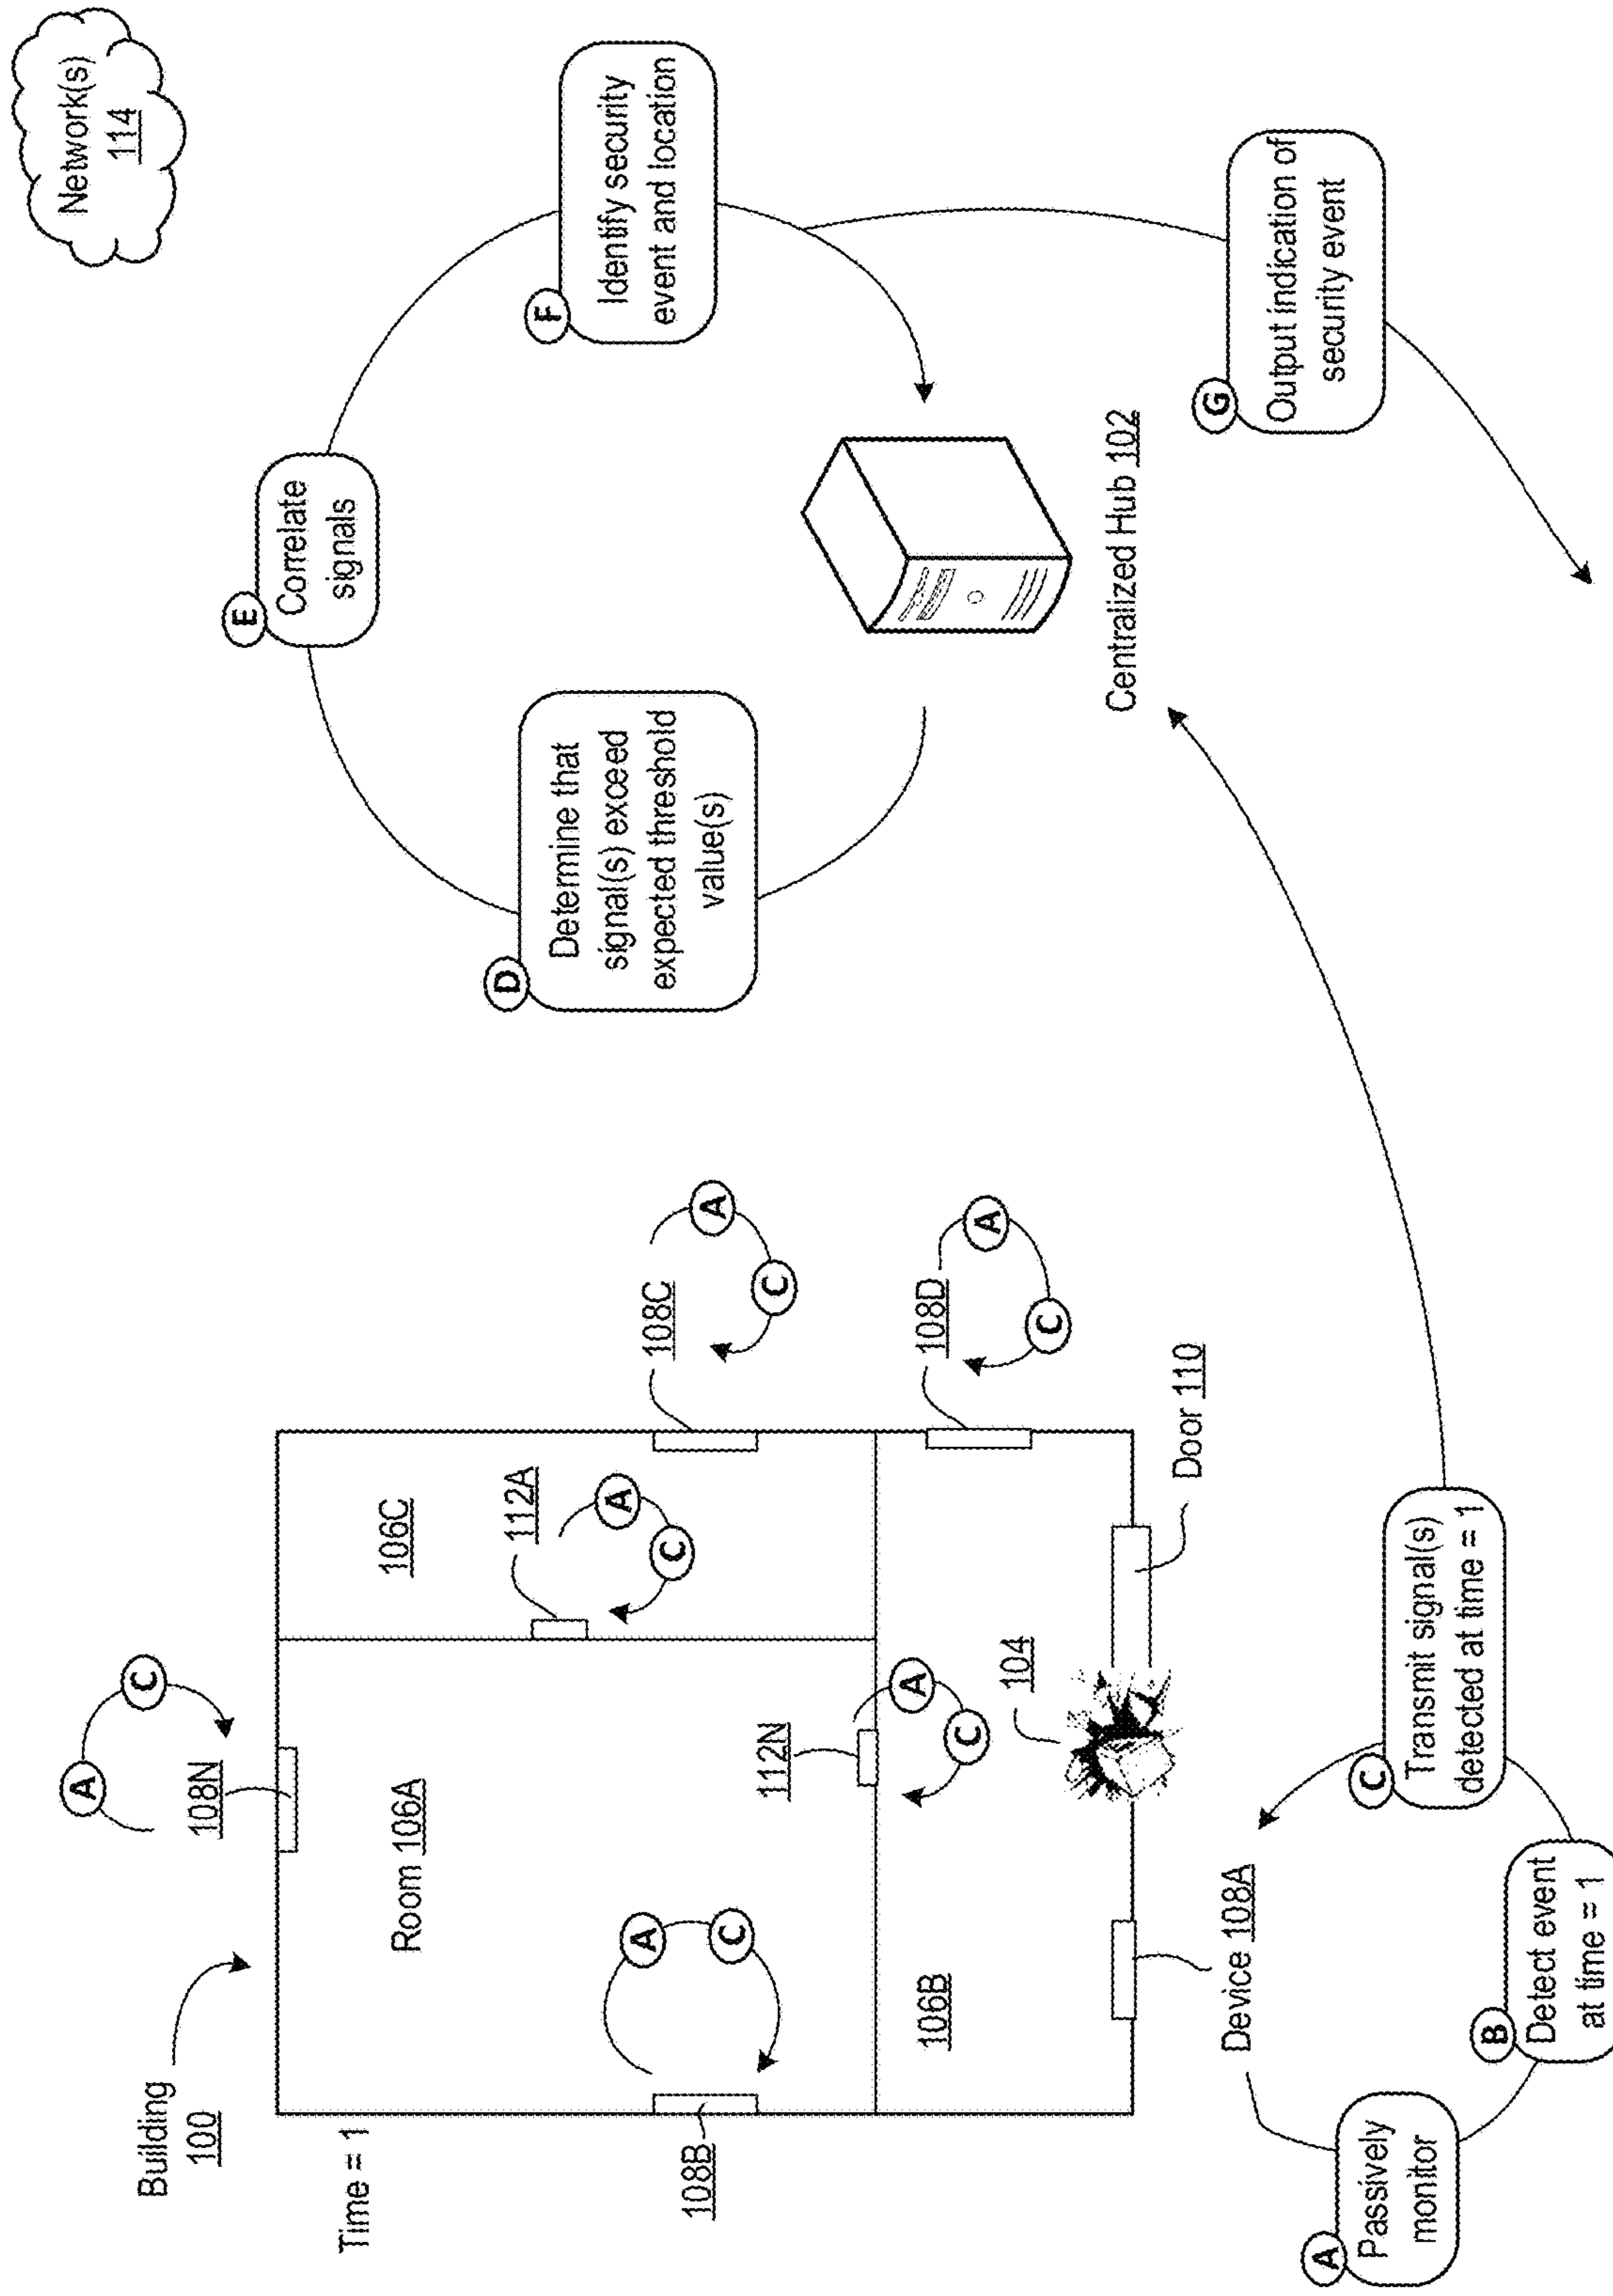 Building
100
Time = 1
A
C
108N
Room 106A
106C
112A
A
C
A
C
108B
112N
A
C
106B
104
108C
A
C
108D
A
C
Door 110
Device 108A
A
Passively
monitor
B
Detect event
at time = 1
C
Transmit signal(s)
detected at time = 1
Network(s)
114
D
Determine that
signal(s) exceed
expected threshold
value(s)
E
Correlate
signals
F
Identify security
event and location
Centralized Hub 102
G
Output indication of
security event